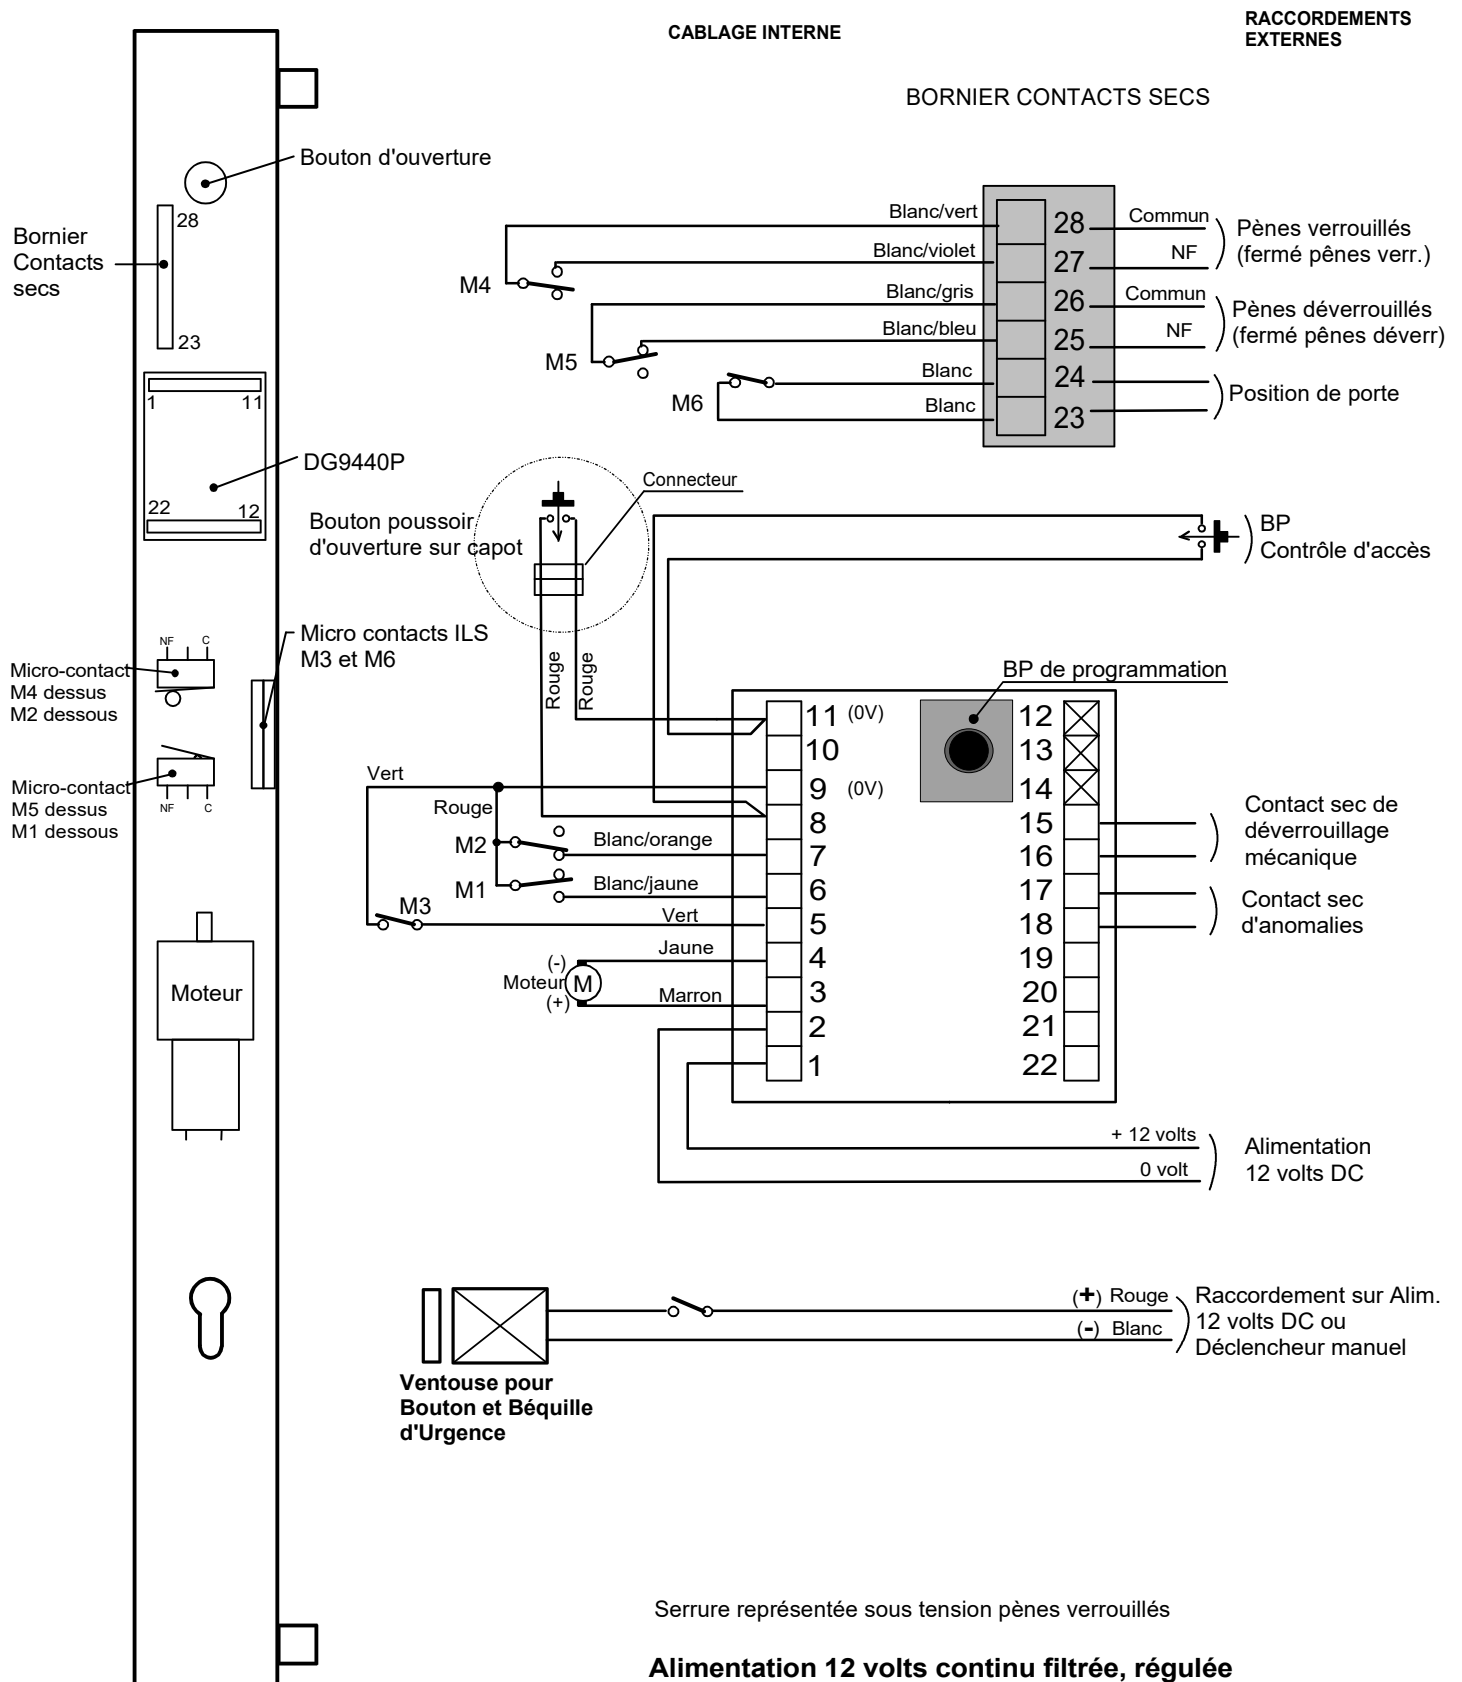 CABLAGE INTERNE
RACCORDEMENTS
EXTERNES
BORNIER CONTACTS SECS
Bouton d'ouverture
28
Bornier
Contacts
secs
23
1 11
DG9440P
22 12
NF C
Micro contacts ILS
M3 et M6
Micro-contact
M4 dessus
M2 dessous
Micro-contact
M5 dessus
M1 dessous
NF C
Moteur
Blanc/vert 28 Commun
Blanc/violet 27 NF
Pènes verrouillés
(fermé pênes verr.)
M4
Blanc/gris 26 Commun
Blanc/bleu 25 NF
Pènes déverrouillés
(fermé pênes déverr)
M5
Blanc 24
Blanc 23
Position de porte
M6
Connecteur
Bouton poussoir
d'ouverture sur capot
BP
Contrôle d'accès
Rouge
Rouge
BP de programmation
11 (0V) 12
10 13
Vert 9 (0V) 14
Rouge 8 15
M2 Blanc/orange 7 16
M1 Blanc/jaune 6 17
M3 Vert 5 18
Jaune 4 19
(-)
Moteur M
(+)
Marron 3 20
2 21
1 22
Contact sec de
déverrouillage
mécanique
Contact sec
d'anomalies
+ 12 volts
0 volt
Alimentation
12 volts DC
(+) Rouge
(-) Blanc
Raccordement sur Alim.
12 volts DC ou
Déclencheur manuel
Ventouse pour
Bouton et Béquille
d'Urgence
Serrure représentée sous tension pènes verrouillés
Alimentation 12 volts continu filtrée, régulée